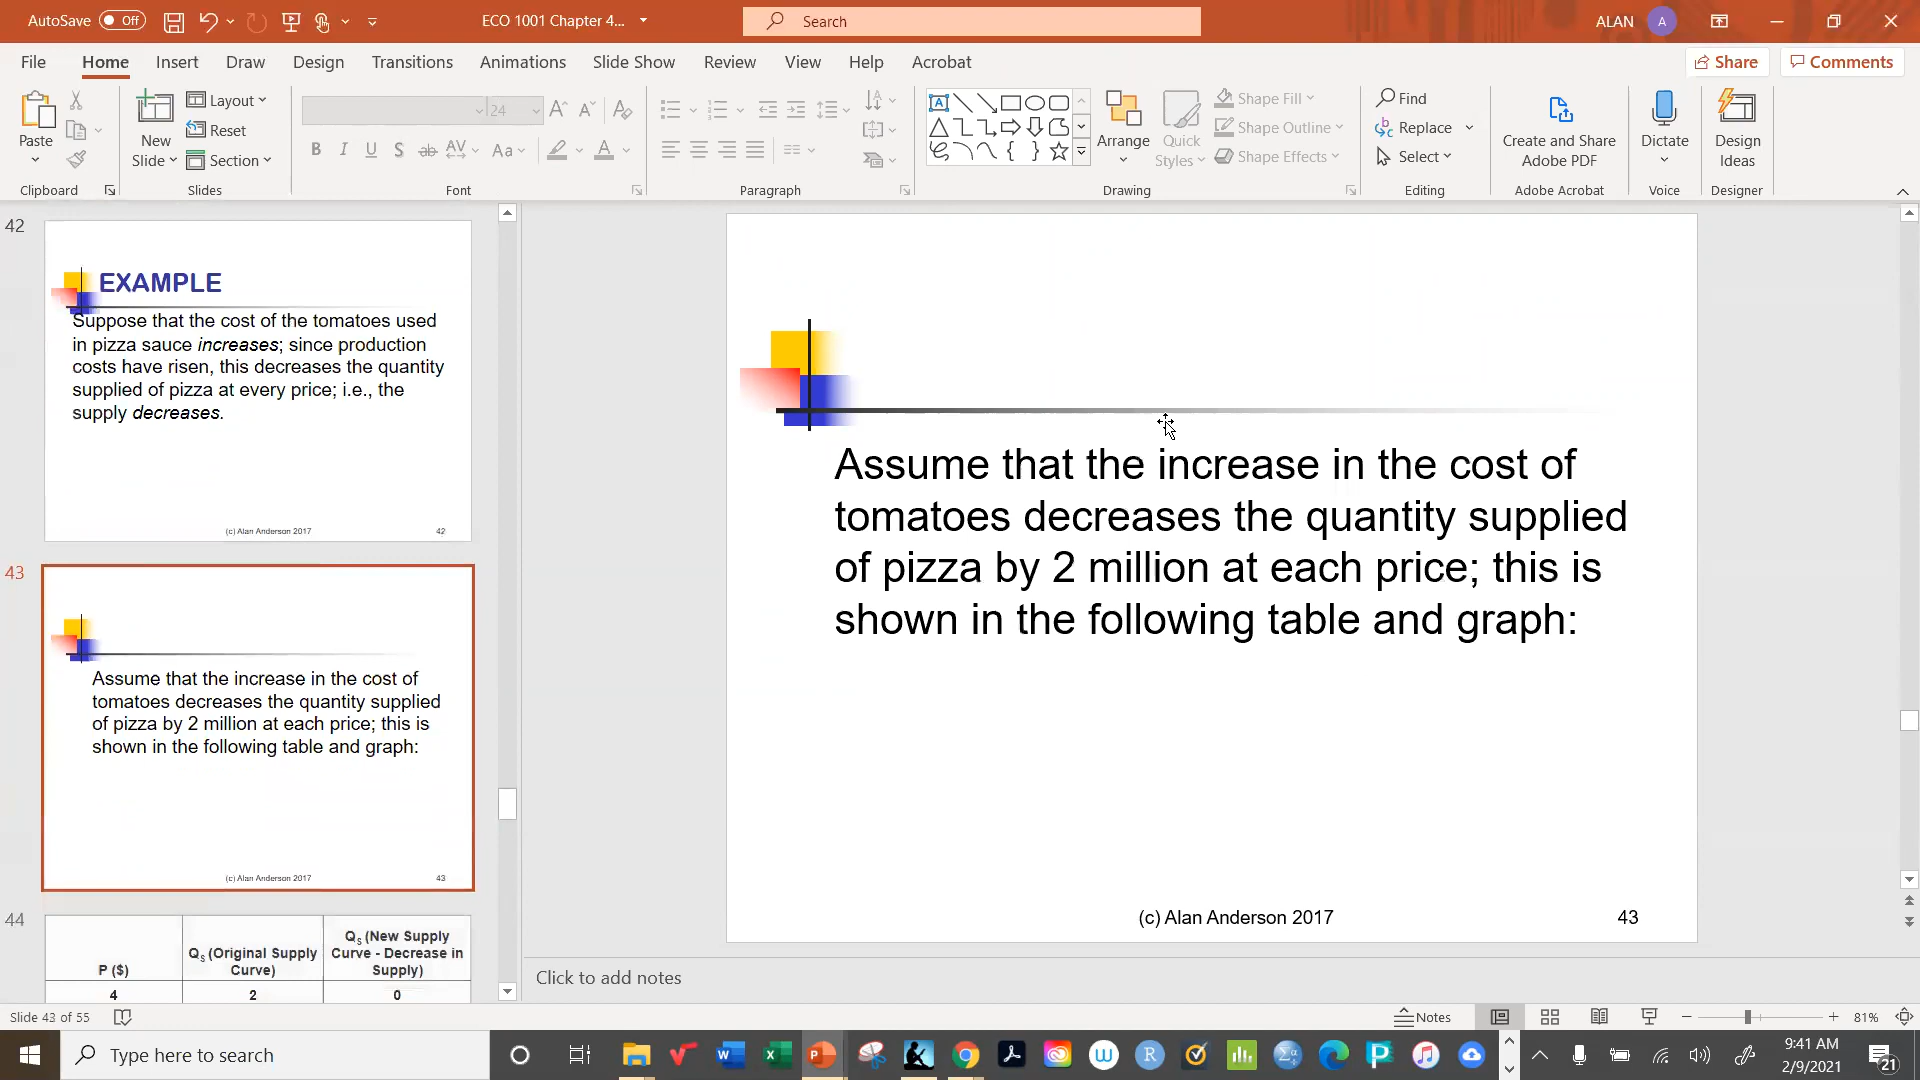 AutoSave Off
ECO 1001 Chapter 4...
Search
ALAN A
File Home Insert Draw Design Transitions Animations Slide Show Review View Help Acrobat Share Comments
Paste
Clipboard
New Slide
Layout
Reset
Section
Slides
24
B I U S ab AV Aa A
Font
Paragraph
Arrange
Quick Styles
Shape Fill
Shape Outline
Shape Effects
Drawing
Find
Replace
Select
Editing
Create and Share Adobe PDF
Adobe Acrobat
Dictate
Voice
Design Ideas
Designer
42
EXAMPLE
Suppose that the cost of the tomatoes used
in pizza sauce increases; since production
costs have risen, this decreases the quantity
supplied of pizza at every price; i.e., the
supply decreases.
(c) Alan Anderson 2017 42
43
Assume that the increase in the cost of
tomatoes decreases the quantity supplied
of pizza by 2 million at each price; this is
shown in the following table and graph:
(c) Alan Anderson 2017 43
44
P ($) QS (Original Supply Curve) QS (New Supply Curve - Decrease in Supply)
4 2 0
Assume that the increase in the cost of
tomatoes decreases the quantity supplied
of pizza by 2 million at each price; this is
shown in the following table and graph:
(c) Alan Anderson 2017 43
Click to add notes
Slide 43 of 55
Notes
81%
Type here to search
9:41 AM
2/9/2021
21